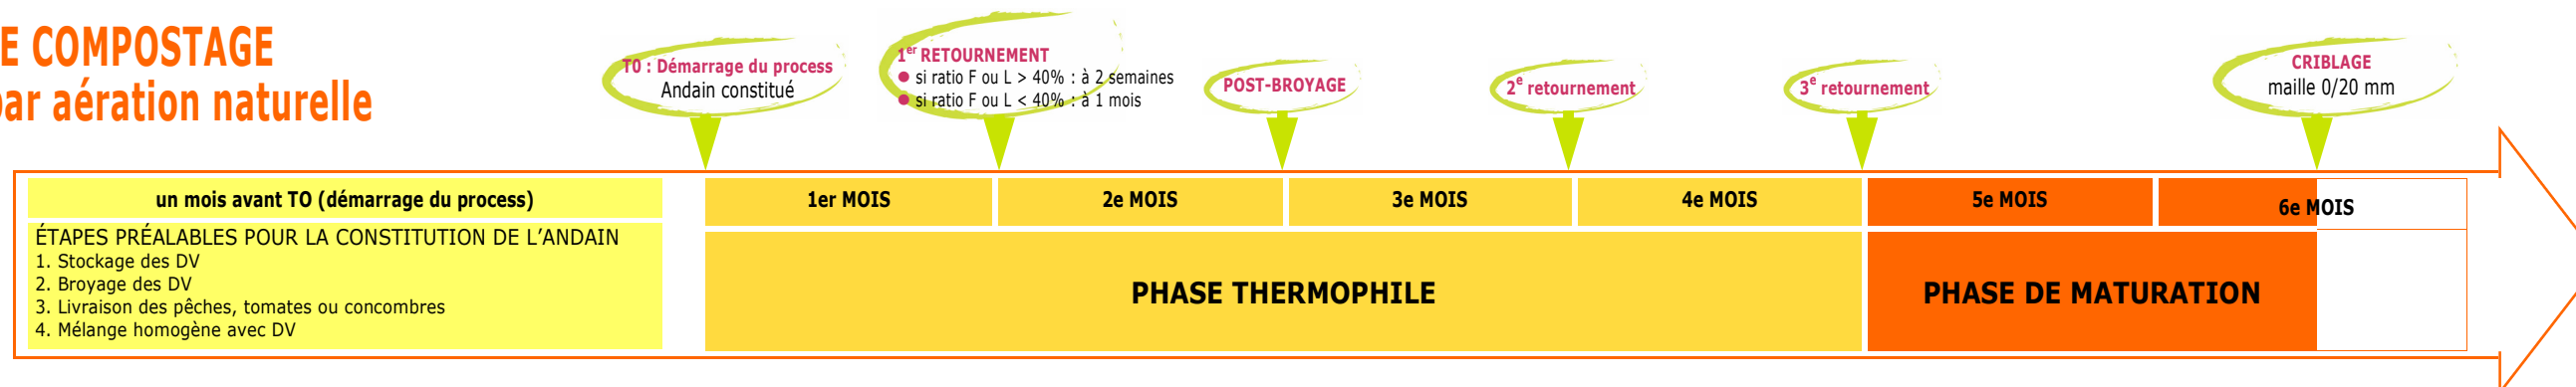 E COMPOSTAGE
par aération naturelle
T0 : Démarrage du process
Andain constitué
1er RETOURNEMENT
● si ratio F ou L > 40% : à 2 semaines
● si ratio F ou L < 40% : à 1 mois
POST-BROYAGE
2e retournement
3e retournement
CRIBLAGE
maille 0/20 mm
un mois avant TO (démarrage du process)
1er MOIS
2e MOIS
3e MOIS
4e MOIS
5e MOIS
6e MOIS
ÉTAPES PRÉALABLES POUR LA CONSTITUTION DE L'ANDAIN
1. Stockage des DV
2. Broyage des DV
3. Livraison des pêches, tomates ou concombres
4. Mélange homogène avec DV
PHASE THERMOPHILE
PHASE DE MATURATION